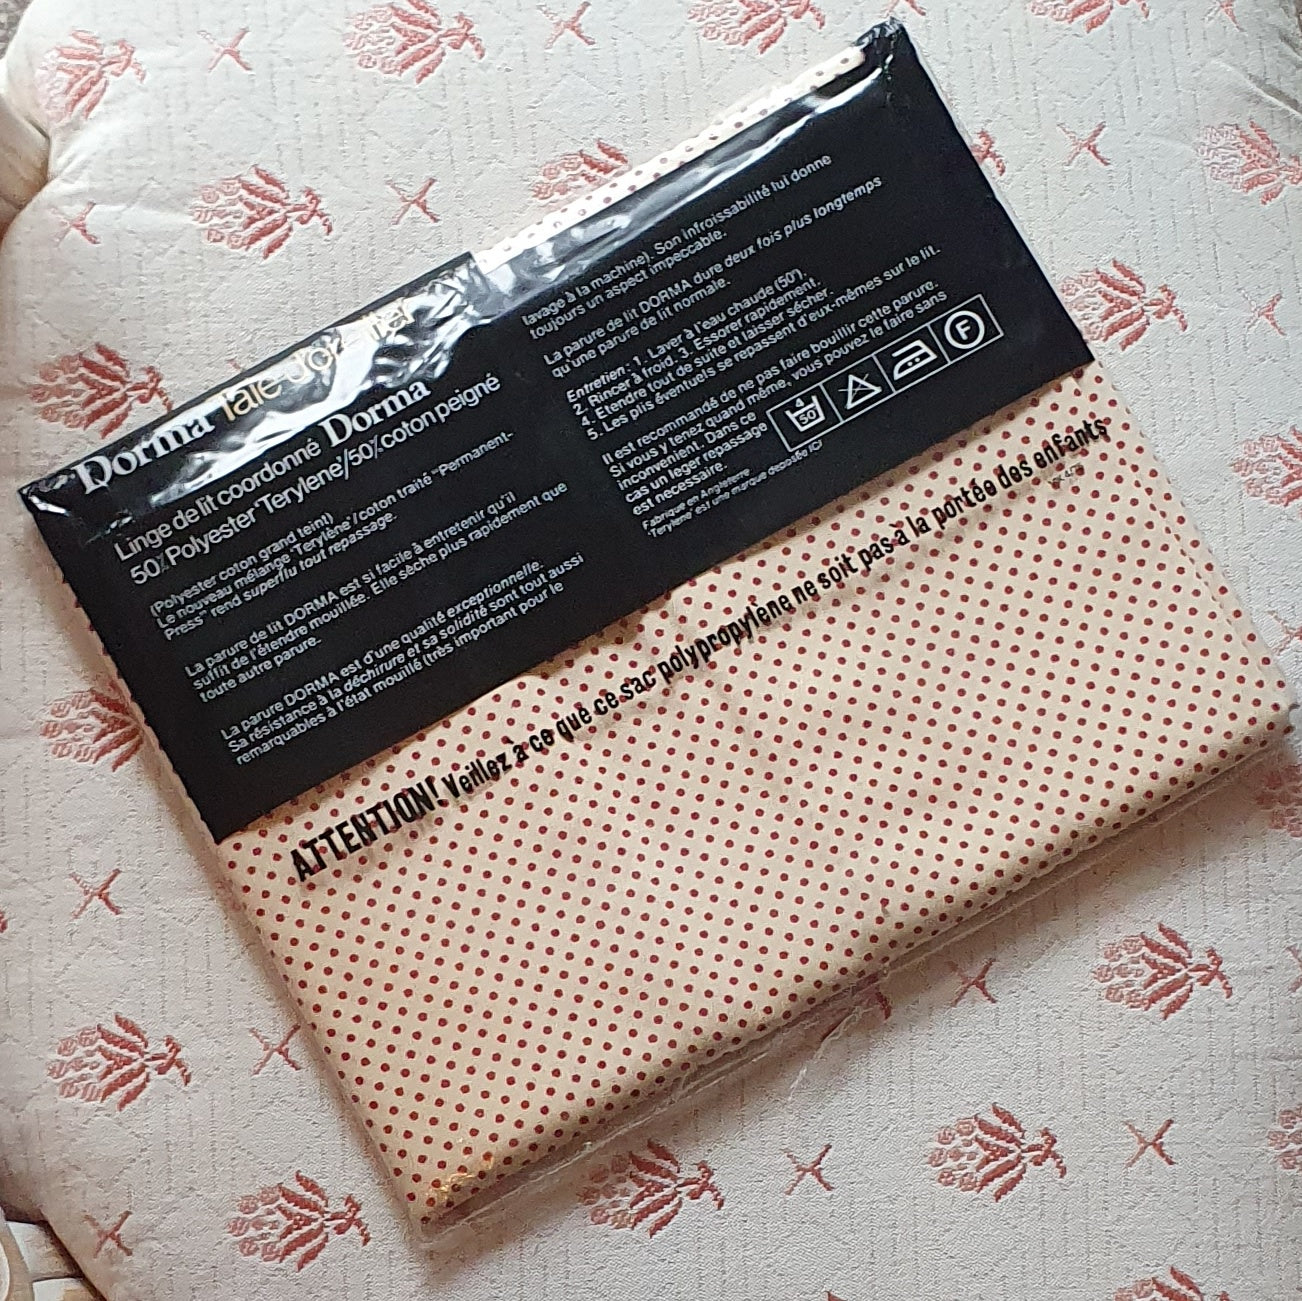 Dorma Taie d'oreiller
Linge de lit coordonné Dorma
50% Polyester 'Terylene'/50% coton peigné
(Polyester coton grand teint)
Le nouveau mélange 'Terylène'/coton traité "Permanent-
Press" rend superflu tout repassage.
La parure de lit DORMA est si facile à entretenir qu'il
suffit de l'étendre mouillée. Elle sèche plus rapidement que
toute autre parure.
La parure DORMA est d'une qualité exceptionnelle.
Sa résistance à la déchirure et sa solidité sont tout aussi
remarquables à l'état mouillé (très important pour le
lavage à la machine). Son infroissabilité lui donne
toujours un aspect impeccable.
La parure de lit DORMA dure deux fois plus longtemps
qu'une parure de lit normale.
Entretien: 1. Laver à l'eau chaude (50°).
2. Rincer à froid. 3. Essorer rapidement.
4. Etendre tout de suite et laisser sécher.
5. Les plis éventuels se repassent d'eux-mêmes sur le lit.
Il est recommandé de ne pas faire bouillir cette parure.
Si vous y tenez quand même, vous pouvez le faire sans
inconvenient. Dans ce
cas un léger repassage
est nécessaire.
50
F
Fabriqué en Angleterre
'Terylene' est une marque deposée ICI
ATTENTION! Veillez à ce que ce sac polypropylène ne soit pas à la portée des enfants